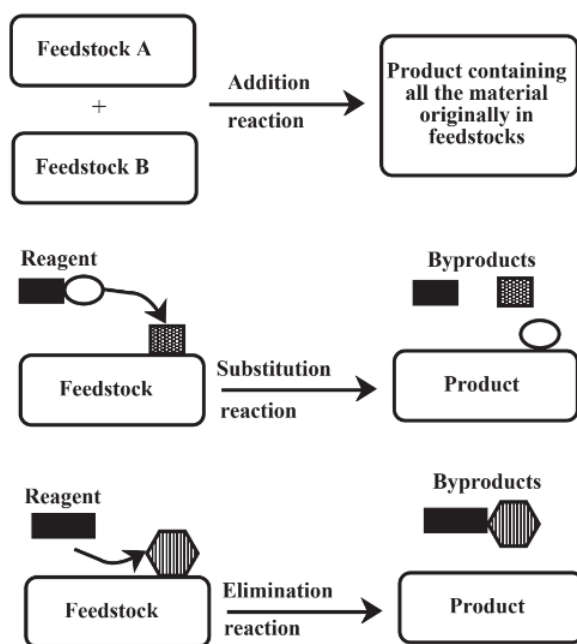 Feedstock A
+
Feedstock B
Addition
reaction
Product containing
all the material
originally in
feedstocks
Reagent
Feedstock
Substitution
reaction
Byproducts
Product
Reagent
Feedstock
Elimination
reaction
Byproducts
Product